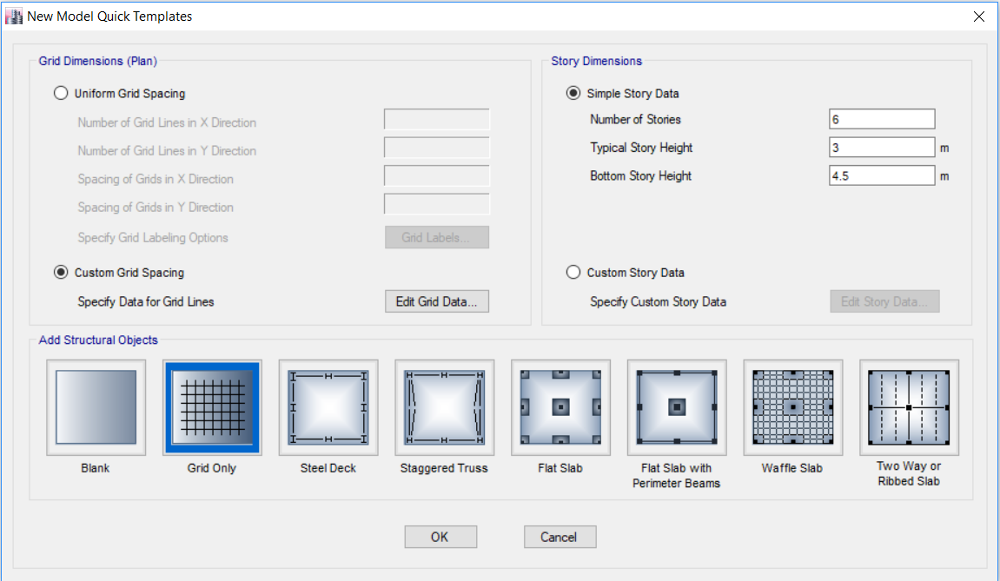 New Model Quick Templates
Grid Dimensions (Plan)
Uniform Grid Spacing
Number of Grid Lines in X Direction
Number of Grid Lines in Y Direction
Spacing of Grids in X Direction
Spacing of Grids in Y Direction
Specify Grid Labeling Options
Grid Labels...
Custom Grid Spacing
Specify Data for Grid Lines
Edit Grid Data...
Story Dimensions
Simple Story Data
Number of Stories
6
Typical Story Height
3
m
Bottom Story Height
4.5
m
Custom Story Data
Specify Custom Story Data
Edit Story Data...
Add Structural Objects
Blank
Grid Only
Steel Deck
Staggered Truss
Flat Slab
Flat Slab with
Perimeter Beams
Waffle Slab
Two Way or
Ribbed Slab
OK
Cancel